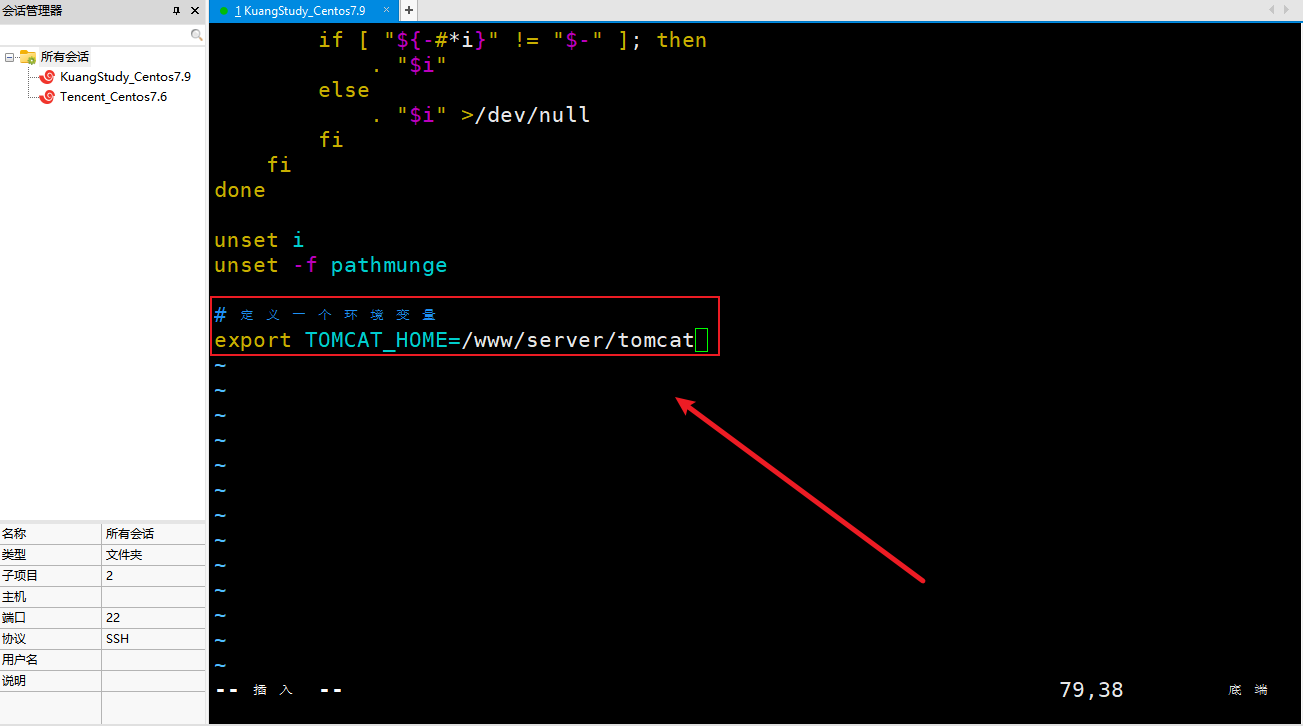 会话管理器
1 KuangStudy_Centos7.9 × +
所有会话
KuangStudy_Centos7.9
Tencent_Centos7.6
名称 所有会话
类型 文件夹
子项目 2
主机
端口 22
协议 SSH
用户名
说明
if [ "${-#*i}" != "$-" ]; then
. "$i"
else
. "$i" >/dev/null
fi
fi
done
unset i
unset -f pathmunge
# 定义一个环境变量
export TOMCAT_HOME=/www/server/tomcat
~
~
~
~
~
~
~
~
~
~
~
~
~
-- 插入 -- 79,38 底端